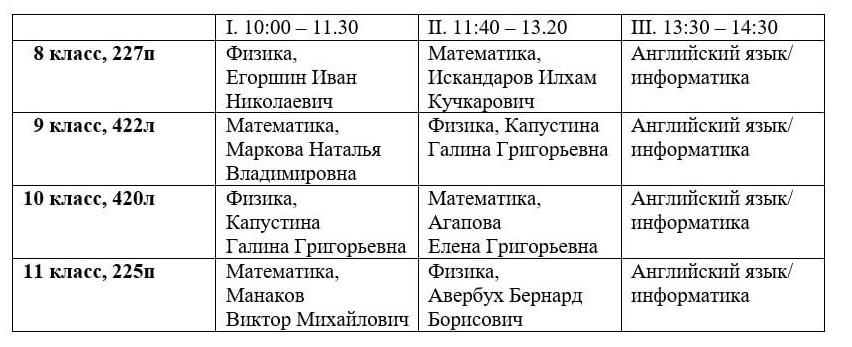 I. 10:00 – 11.30 II. 11:40 – 13.20 III. 13:30 – 14:30
8 класс, 227п
Физика,
Егоршин Иван
Николаевич
Математика,
Искандаров Илхам
Кучкарович
Английский язык/
информатика
9 класс, 422л
Математика,
Маркова Наталья
Владимировна
Физика, Капустина
Галина Григорьевна
Английский язык/
информатика
10 класс, 420л
Физика,
Капустина
Галина Григорьевна
Математика,
Агапова
Елена Григорьевна
Английский язык/
информатика
11 класс, 225п
Математика,
Манаков
Виктор Михайлович
Физика,
Авербух Бернард
Борисович
Английский язык/
информатика